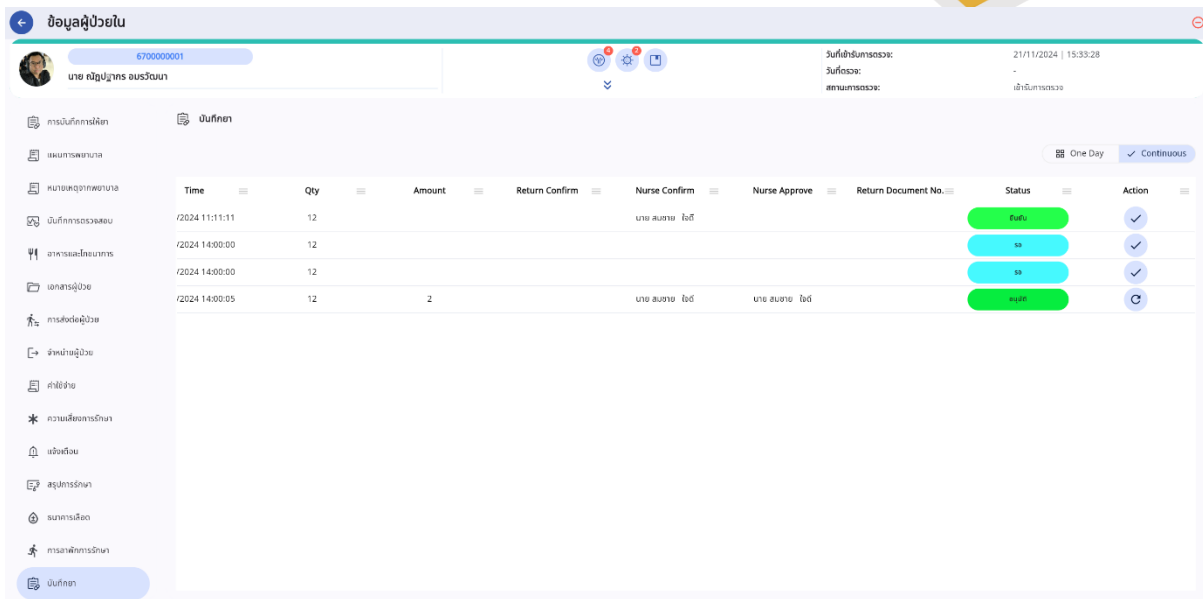 ข้อมูลผู้ป่วยใน
6700000001
นาย ณัฏปฐากร อมรวัฒนา
4
2
วันที่เข้ารับการตรวจ: 21/11/2024 | 15:33:28
วันที่ตรวจ: -
สถานะการตรวจ: เข้ารับการตรวจ
การบันทึกการให้ยา
แผนการพยาบาล
หมายเหตุจากพยาบาล
บันทึกการตรวจสอบ
อาหารและโภชนาการ
เอกสารผู้ป่วย
การส่งต่อผู้ป่วย
จำหน่ายผู้ป่วย
ค่าใช้จ่าย
ความเสี่ยงการรักษา
แจ้งเตือน
สรุปการรักษา
ธนาคารเลือด
การลาพักการรักษา
บันทึกยา
บันทึกยา
One Day Continuous
Time Qty Amount Return Confirm Nurse Confirm Nurse Approve Return Document No. Status Action
/2024 11:11:11 12 นาย สมชาย ใจดี ยืนยัน
/2024 14:00:00 12 รอ
/2024 14:00:00 12 รอ
/2024 14:00:05 12 2 นาย สมชาย ใจดี นาย สมชาย ใจดี อนุมัติ